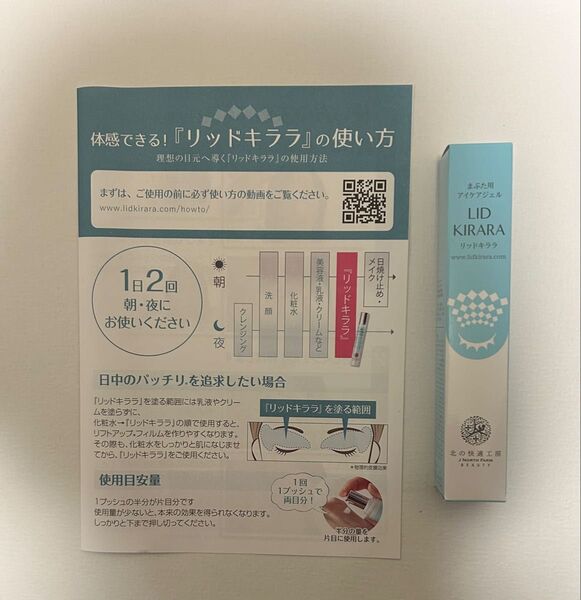 体感できる!『リッドキララ』の使い方
理想の目元へ導く「リッドキララ」の使用方法
まずは、ご使用の前に必ず使い方の動画をご覧ください。
www.lidkirara.com/howto/
1日2回
朝・夜に
お使いください
朝
夜
クレンジング
洗顔
化粧水
美容液・乳液・クリームなど
『リッドキララ』
日焼け止め・
メイク
日中のパッチリ*を追求したい場合
『リッドキララ』を塗る範囲には乳液やクリー
ムを塗らずに、
化粧水→『リッドキララ』の順で使用すると、
リフトアップ*フィルムを作りやすくなります。
その際も、化粧水をしっかりと肌になじませ
てから、『リッドキララ』をご使用ください。
『リッドキララ』を塗る範囲
*物理的皮膜効果
使用目安量
1プッシュの半分が片目分です
使用量が少ないと、本来の効果を得られなくなります。
しっかりと下まで押し切ってください。
1回
1プッシュで
両目分!
半分の量を
片目に使用します。
まぶた用
アイケアジェル
LID
KIRARA
リッドキララ
www.lidkirara.com
北の快適工房
J NORTH FARM
BEAUTY